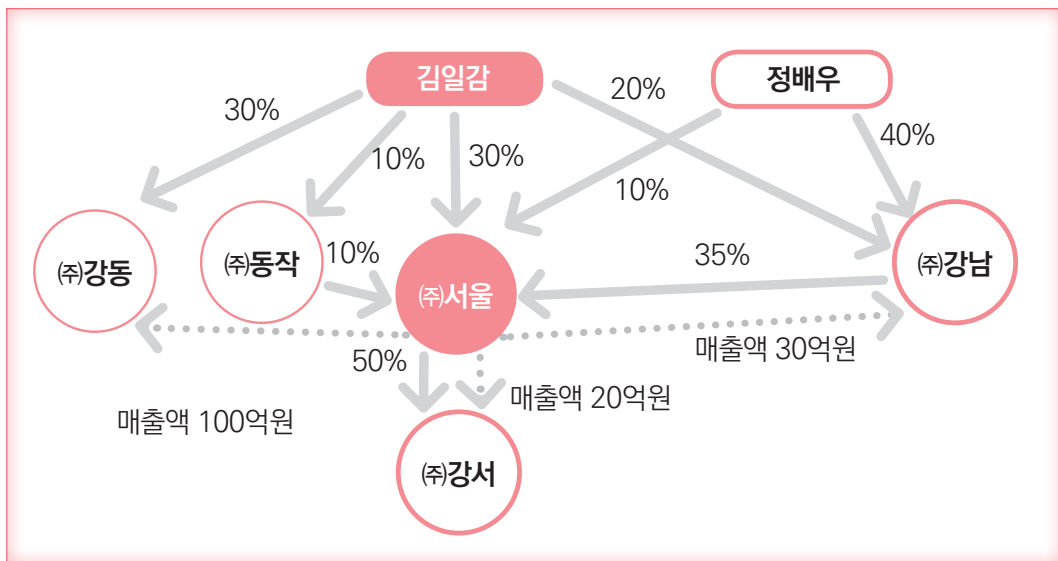 김일감
정배우
30%
10%
30%
20%
10%
40%
㈜강동
㈜동작
10%
㈜서울
35%
㈜강남
50%
매출액 100억원
매출액 20억원
매출액 30억원
㈜강서